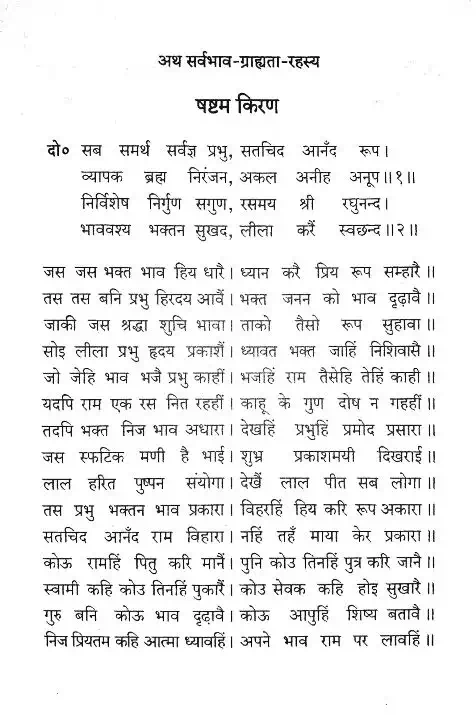 अथ सर्वभाव-ग्राह्यता-रहस्य
षष्टम किरण
दो० सब समर्थ सर्वज्ञ प्रभु, सतचिद आनँद रूप।
व्यापक ब्रह्म निरंजन, अकल अनीह अनूप॥१॥
निर्विशेष निर्गुण सगुण, रसमय श्री रघुनन्द।
भाववश्य भक्तन सुखद, लीला करैं स्वछन्द॥२॥
जस जस भक्त भाव हिय धारै। ध्यान करै प्रिय रूप सम्हारै॥
तस तस बनि प्रभु हिरदय आवैं। भक्त जनन को भाव दृढ़ावै॥
जाकी जस श्रद्धा शुचि भावा। ताको तैसो रूप सुहावा॥
सोइ लीला प्रभु हृदय प्रकाशैं। ध्यावत भक्त जाहिं निशिवासै॥
जो जेहि भाव भजै प्रभु काहीं। भजहिं राम तैसेहि तेहिं काही॥
यदपि राम एक रस नित रहहीं। काहू के गुण दोष न गहहीं॥
तदपि भक्त निज भाव अधारा। देखहिं प्रभुहिं प्रमोद प्रसारा॥
जस स्फटिक मणी है भाई। शुभ्र प्रकाशमयी दिखराई॥
लाल हरित पुष्पन संयोगा। देखैं लाल पीत सब लोगा॥
तस प्रभु भक्तन भाव प्रकारा। विहरहिं हिय करि रूप अकारा॥
सतचिद आनँद राम विहारा। नहिं तहँ माया केर प्रकारा॥
कोऊ रामहिं पितु करि मानैं। पुनि कोउ तिनहिं पुत्र करि जानै॥
स्वामी कहि कोउ तिनहिं पुकारैं। कोउ सेवक कहि होइ सुखारै॥
गुरु बनि कोऊ भाव दृढ़ावै। कोऊ आपुहिं शिष्य बतावै॥
निज प्रियतम कहि आत्मा ध्यावहिं। अपने भाव राम पर लावहिं॥